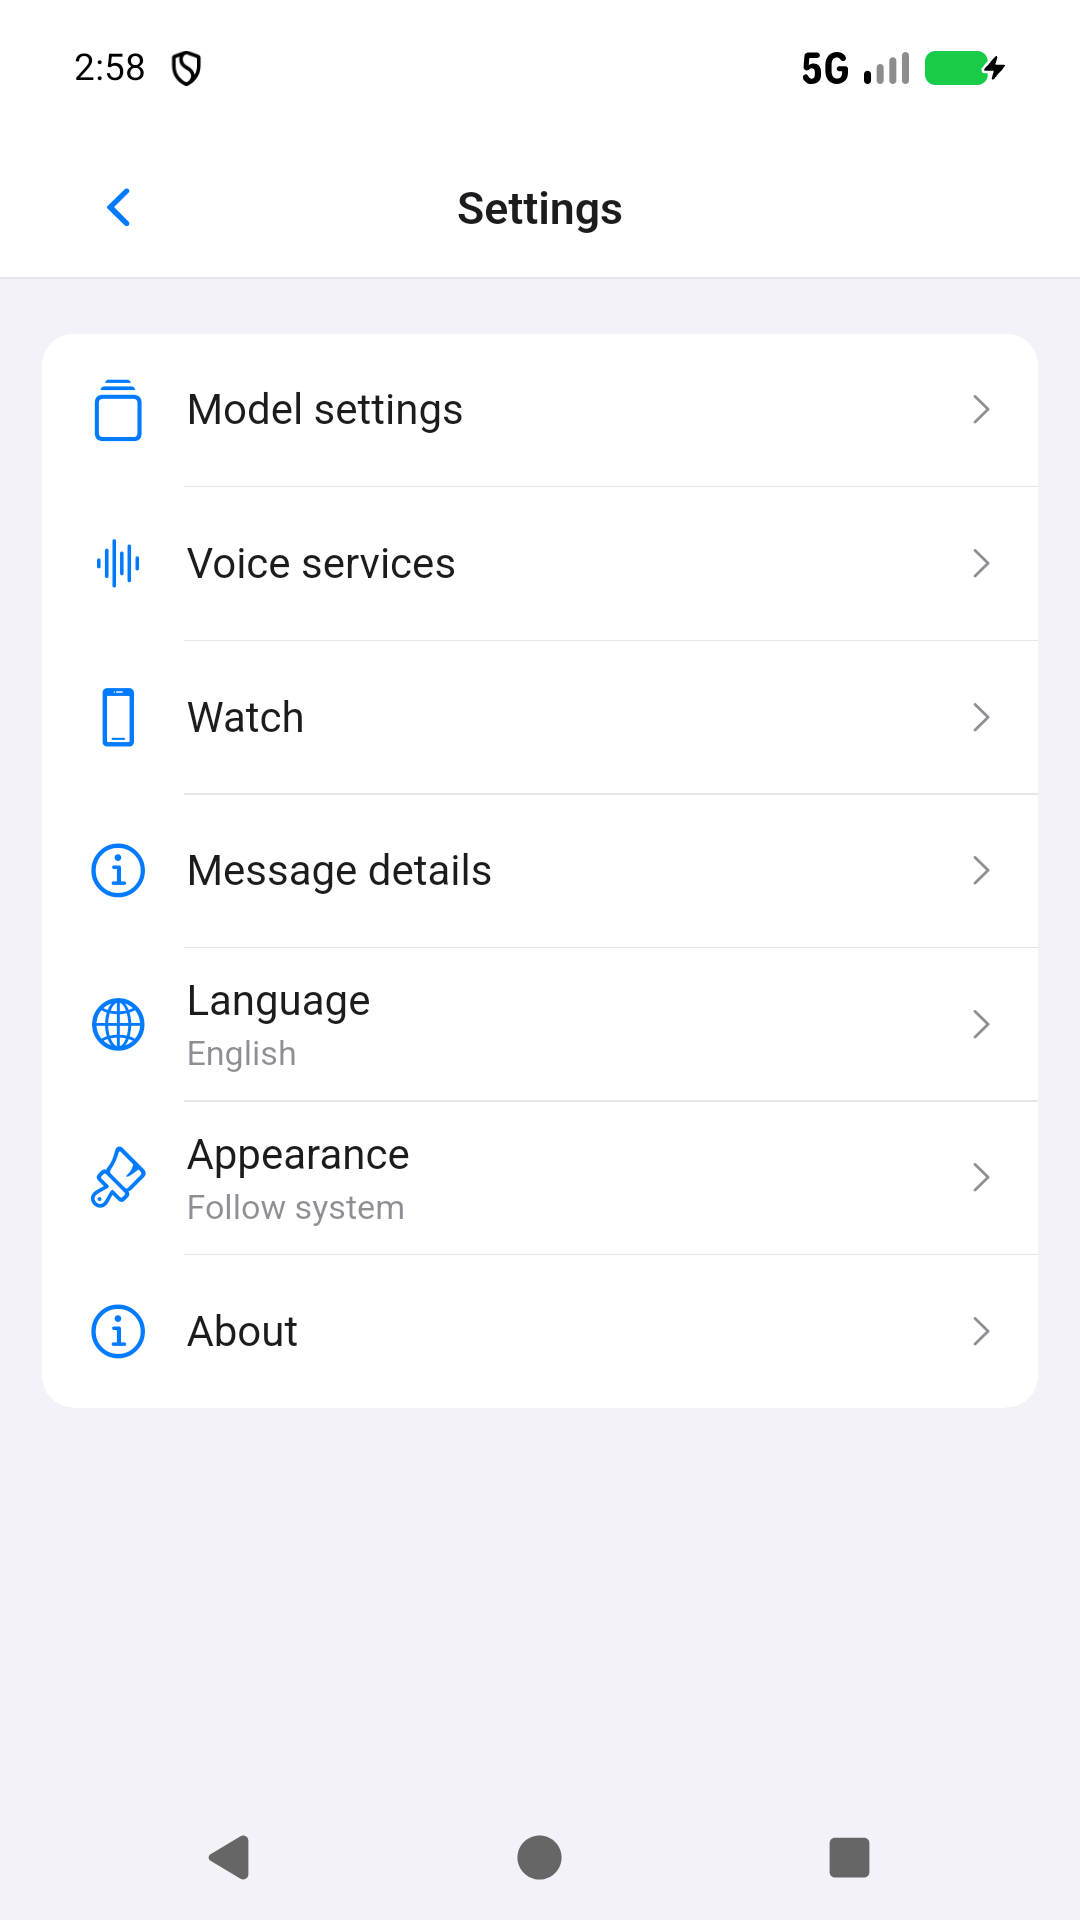 2:58 5G
Settings
Model settings
Voice services
Watch
Message details
Language
English
Appearance
Follow system
About